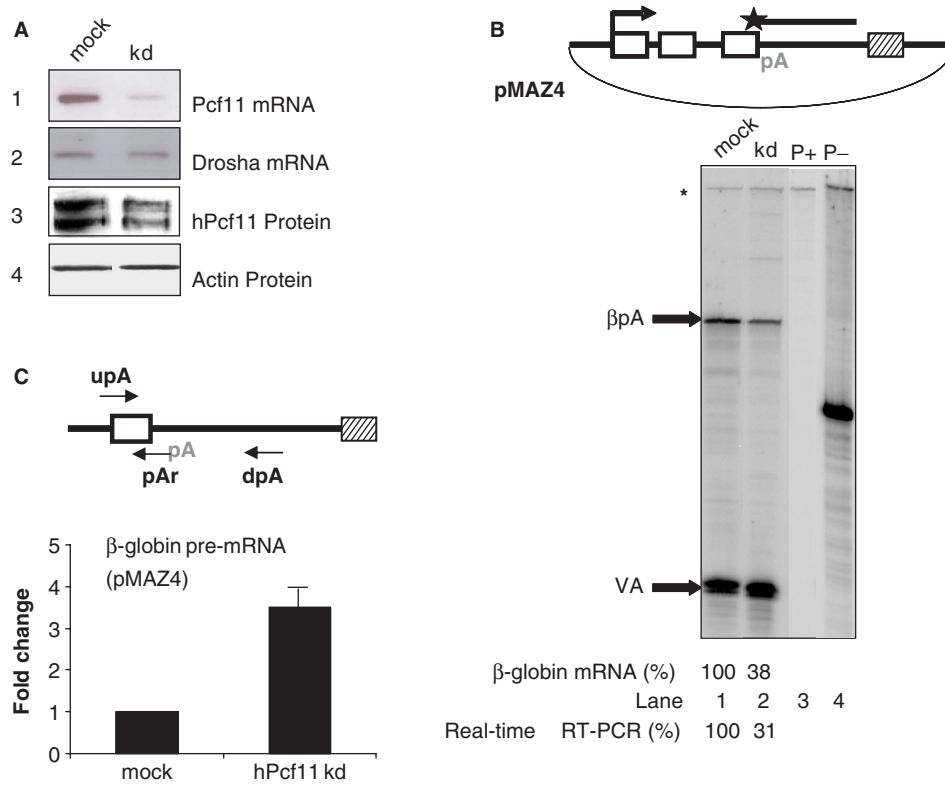 A
mock kd
1 Pcf11 mRNA
2 Drosha mRNA
3 hPcf11 Protein
4 Actin Protein
B
pA
pMAZ4
mock kd P+ P–
*
βpA
VA
β-globin mRNA (%) 100 38
Lane 1 2 3 4
Real-time RT-PCR (%) 100 31
C
upA
pA
pAr dpA
β-globin pre-mRNA
(pMAZ4)
Fold change
5
4
3
2
1
0
mock hPcf11 kd